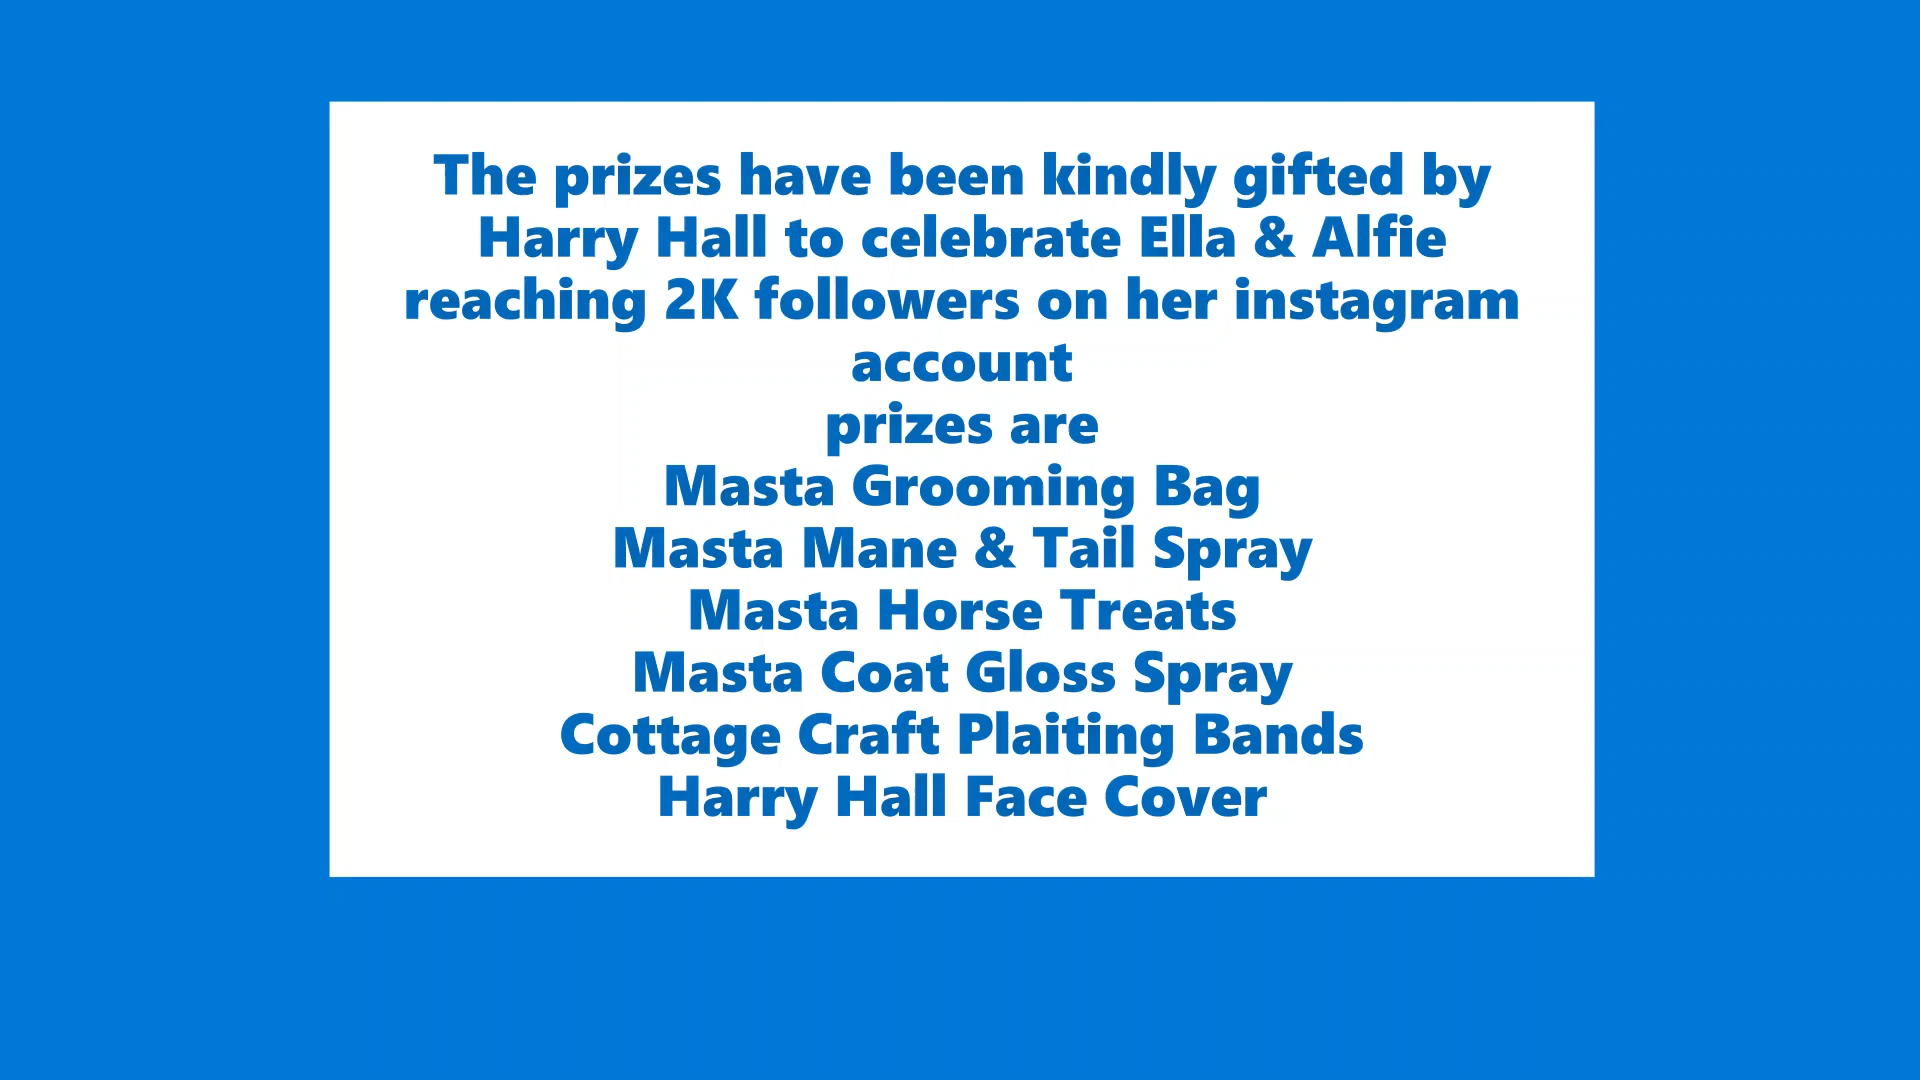 The prizes have been kindly gifted by
Harry Hall to celebrate Ella & Alfie
reaching 2K followers on her instagram
account
prizes are
Masta Grooming Bag
Masta Mane & Tail Spray
Masta Horse Treats
Masta Coat Gloss Spray
Cottage Craft Plaiting Bands
Harry Hall Face Cover